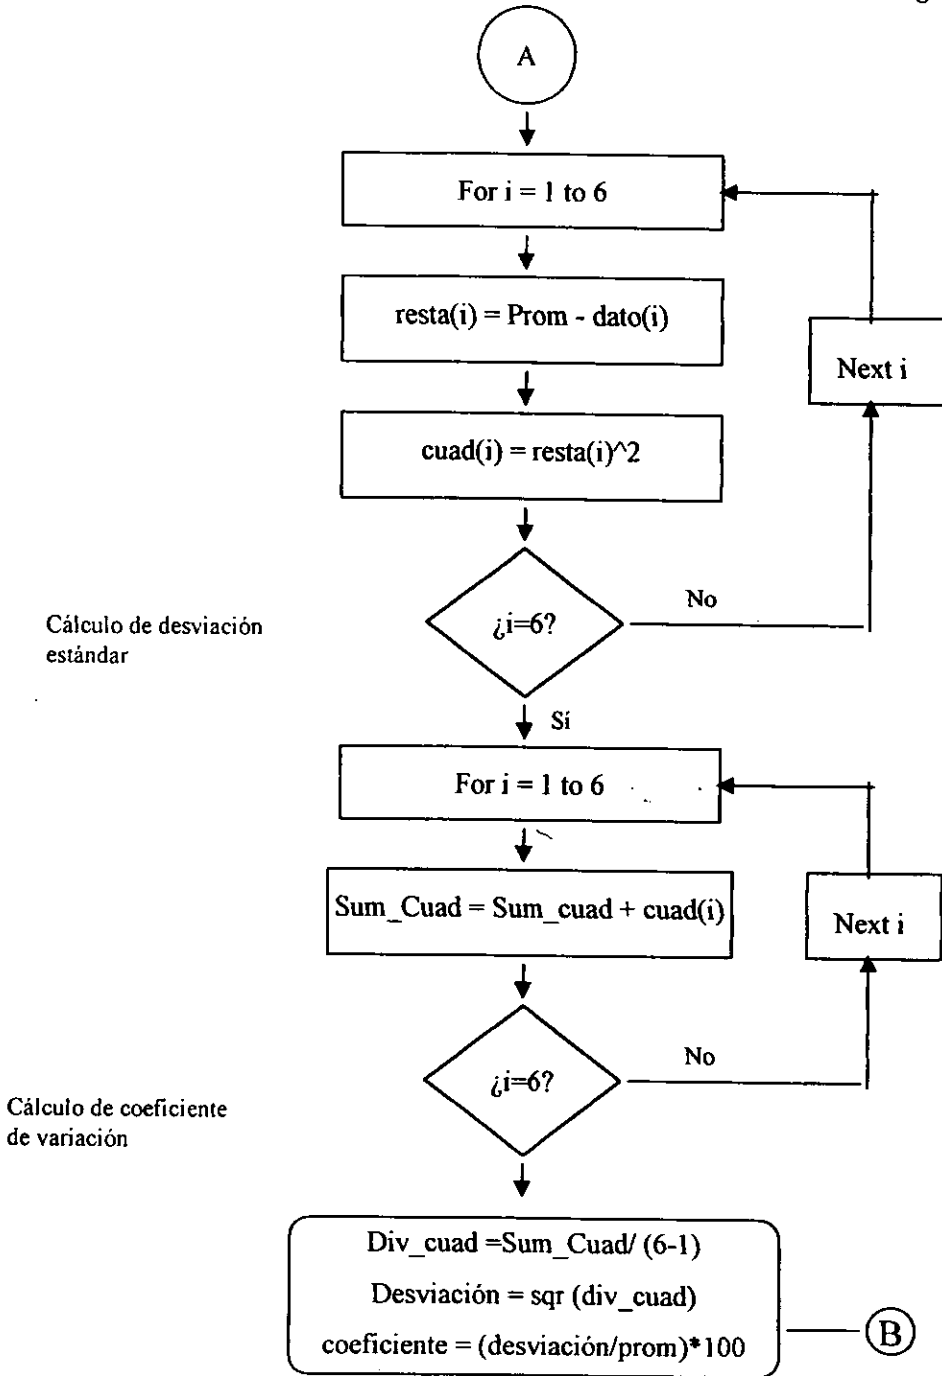 A
For i = 1 to 6
resta(i) = Prom - dato(i)
Next i
cuad(i) = resta(i)^2
¿i=6?
No
Cálculo de desviación
estándar
Sí
For i = 1 to 6
Sum_Cuad = Sum_cuad + cuad(i)
Next i
¿i=6?
No
Cálculo de coeficiente
de variación
Div_cuad =Sum_Cuad/ (6-1)
Desviación = sqr (div_cuad)
coeficiente = (desviación/prom)*100
B